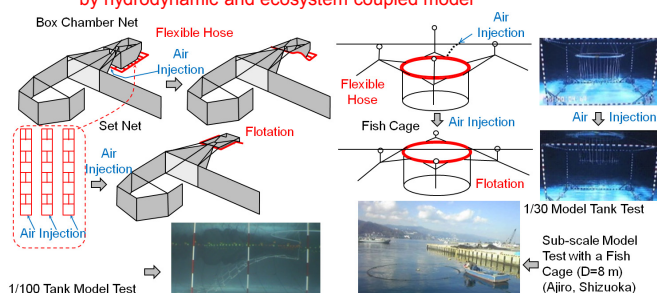 by hydrodynamic and ecosystem coupled model
Box Chamber Net
Flexible Hose
Air
Injection
Set Net
Air
Injection
Flotation
Air Injection
1/100 Tank Model Test
Air
Injection
Flexible
Hose
Air Injection
Fish Cage
Flotation
Air
Injection
1/30 Model Tank Test
Sub-scale Model
Test with a Fish
Cage (D=8 m)
(Ajiro, Shizuoka)